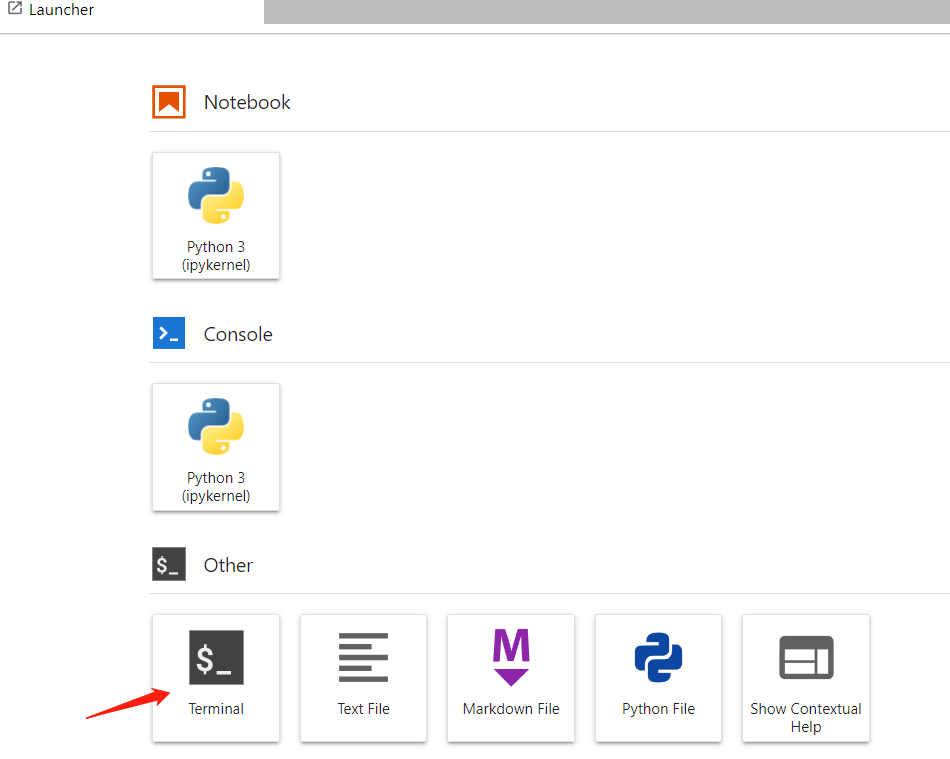 Launcher
Notebook
Python 3
(ipykernel)
>_
Console
Python 3
(ipykernel)
$_
Other
$_
Terminal
Text File
M
Markdown File
Python File
Show Contextual
Help